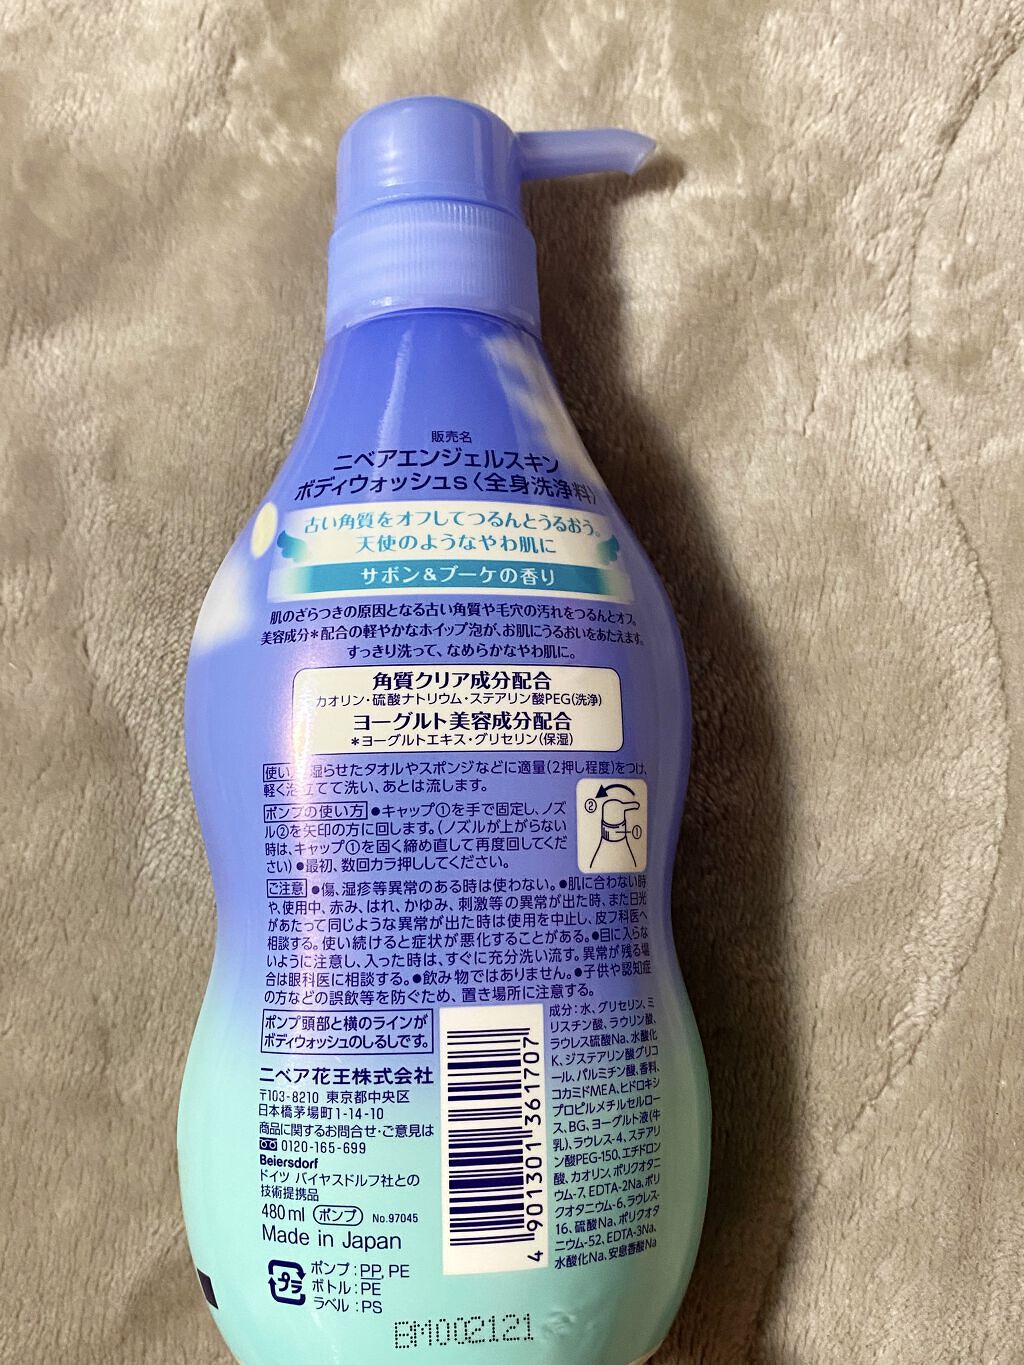 販売名
ニベアエンジェルスキン
ボディウォッシュs〈全身洗浄料〉
古い角質をオフしてつるんとうるおう。
天使のようなやわ肌に
サボン&ブーケの香り
肌のざらつきの原因となる古い角質や毛穴の汚れをつるんとオフ。
美容成分*配合の軽やかなホイップ泡が、お肌にうるおいをあたえます。
すっきり洗って、なめらかなやわ肌に。
角質クリア成分配合
カオリン・硫酸ナトリウム・ステアリン酸PEG(洗浄)
ヨーグルト美容成分配合
*ヨーグルトエキス・グリセリン(保湿)
使い 湿らせたタオルやスポンジなどに適量(2押し程度)をつけ、
軽く泡立てて洗い、あとは流します。
ポンプの使い方 ●キャップ①を手で固定し、ノズ
ル②を矢印の方に回します。(ノズルが上がらない
時は、キャップ①を固く締め直して再度回してくだ
さい) ●最初、数回カラ押ししてください。
② ①
ご注意 ●傷、湿疹等異常のある時は使わない。●肌に合わない時
や、使用中、赤み、はれ、かゆみ、刺激等の異常が出た時、また日光
があたって同じような異常が出た時は使用を中止し、皮フ科医へ
相談する。使い続けると症状が悪化することがある。●目に入らな
いように注意し、入った時は、すぐに充分洗い流す。異常が残る場
合は眼科医に相談する。●飲み物ではありません。●子供や認知症
の方などの誤飲等を防ぐため、置き場所に注意する。
ポンプ頭部と横のラインが
ボディウォッシュのしるしです。
ニベア花王株式会社
〒103-8210 東京都中央区
日本橋茅場町1-14-10
商品に関するお問合せ・ご意見は
0120-165-699
Beiersdorf
ドイツ バイヤスドルフ社との
技術提携品
480ml ポンプ No.97045
Made in Japan
プラ
ポンプ:PP, PE
ボトル:PE
ラベル:PS
4 901301 361707
成分:水、グリセリン、ミ
リスチン酸、ラウリン酸、
ラウレス硫酸Na、水酸化
K、ジステアリン酸グリコ
ール、パルミチン酸、香料、
コカミドMEA、ヒドロキシ
プロピルメチルセルロー
ス、BG、ヨーグルト液(牛
乳)、ラウレス-4、ステアリ
ン酸PEG-150、エチドロン
酸、カオリン、ポリクオタニ
ウム-7、EDTA-2Na、ポリ
クオタニウム-6、ラウレス-
16、硫酸Na、ポリクオタ
ニウム-52、EDTA-3Na、
水酸化Na、安息香酸Na
BM002121